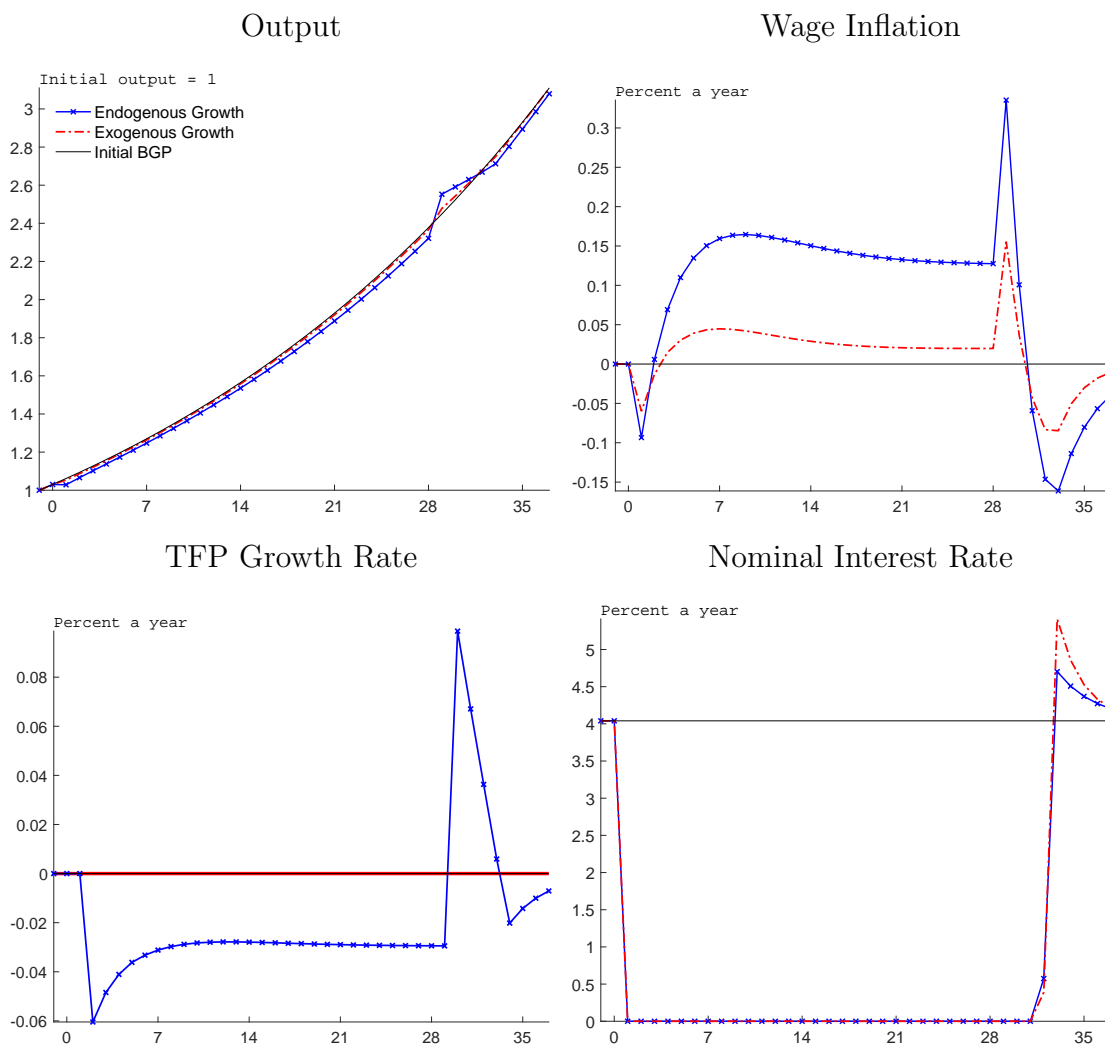 Output
Initial output = 1
Endogenous Growth
Exogenous Growth
Initial BGP
3
2.8
2.6
2.4
2.2
2
1.8
1.6
1.4
1.2
1
0 7 14 21 28 35
Wage Inflation
Percent a year
0.3
0.25
0.2
0.15
0.1
0.05
0
-0.05
-0.1
-0.15
0 7 14 21 28 35
TFP Growth Rate
Percent a year
0.08
0.06
0.04
0.02
0
-0.02
-0.04
-0.06
0 7 14 21 28 35
Nominal Interest Rate
Percent a year
5
4.5
4
3.5
3
2.5
2
1.5
1
0.5
0
0 7 14 21 28 35